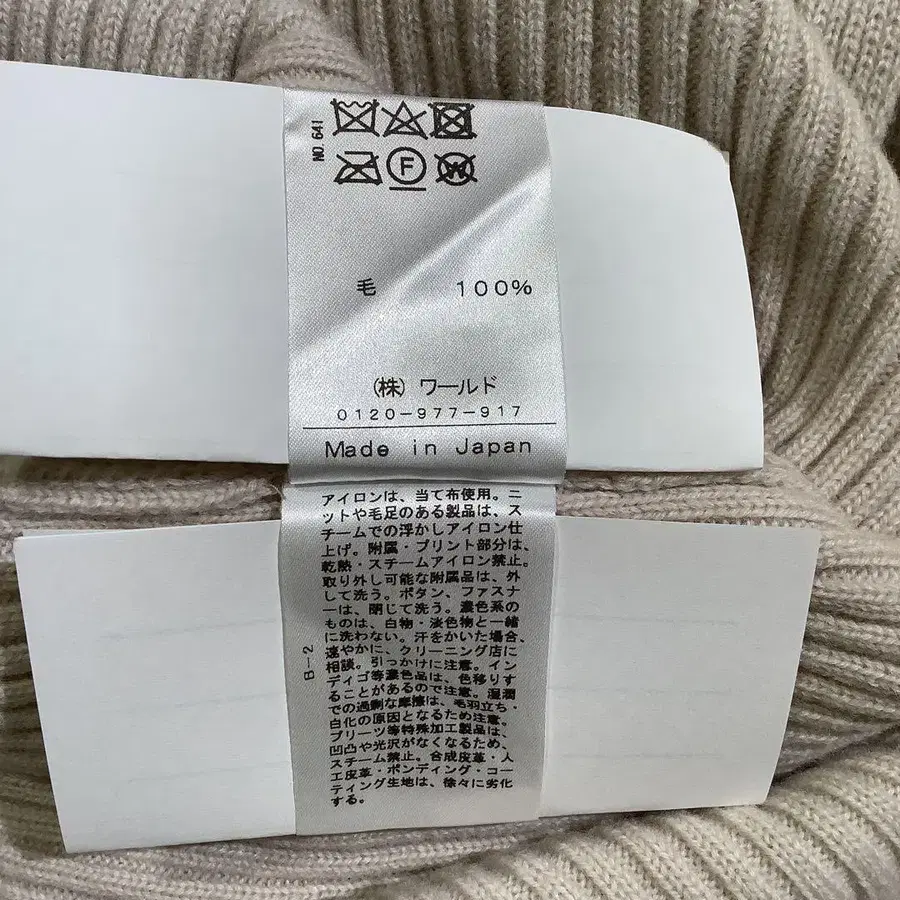 NO.641
F
W
毛 100%
(株) ワールド
0120-977-917
Made in Japan
アイロンは、当て布使用。ニ
ットや毛足のある製品は、ス
チームでの浮かしアイロン仕
上げ。附属・プリント部分は、
乾熱・スチームアイロン禁止。
取り外し可能な附属品は、外
して洗う。ボタン、ファスナ
ーは、閉じて洗う。濃色系の
ものは、白物・淡色物と一緒
に洗わない。汗をかいた場合、
速やかに、クリーニング店に
相談。引っかけに注意。イン
ディゴ等濃色品は、色移りす
ることがあるので注意。湿潤
での過剰な摩擦は、毛羽立ち・
白化の原因となるため注意。
プリーツ等特殊加工製品は、
凹凸や光沢がなくなるため、
スチーム禁止。合成皮革・人
工皮革・ボンディング・コー
ティング生地は、徐々に劣化
する。
B-2